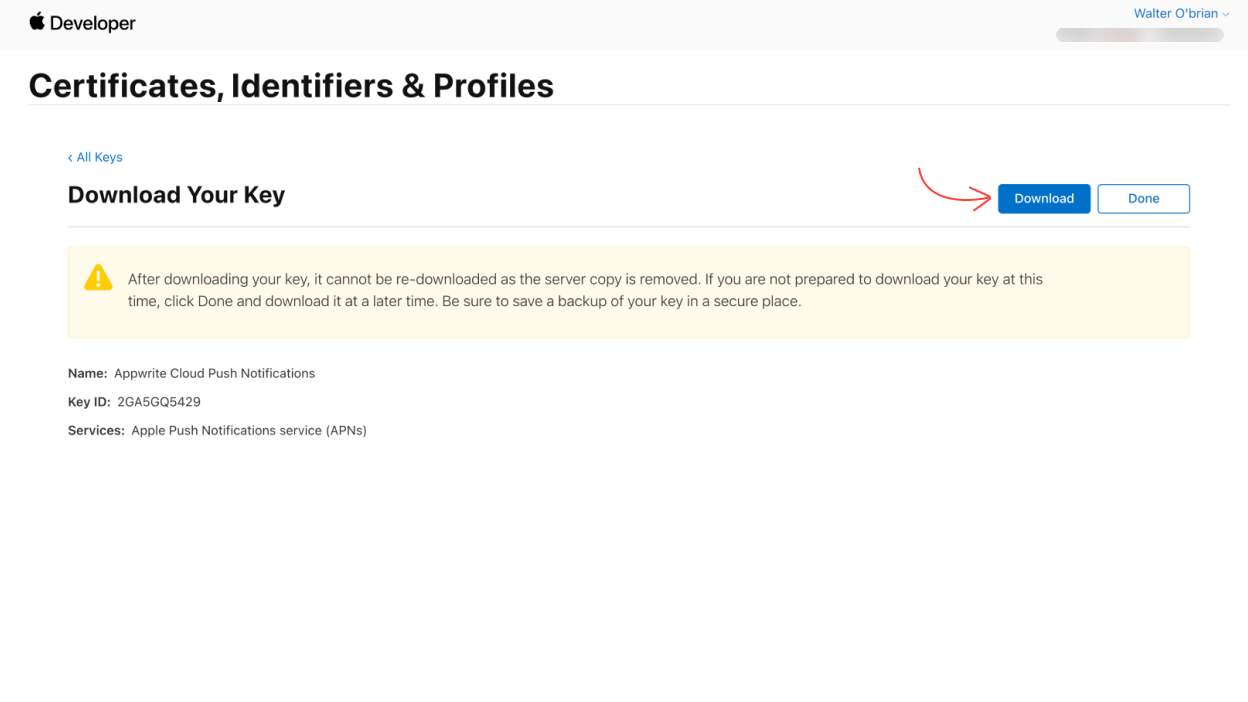 Developer
Walter O'brian
Certificates, Identifiers & Profiles
‹ All Keys
Download Your Key
Download
Done
After downloading your key, it cannot be re-downloaded as the server copy is removed. If you are not prepared to download your key at this
time, click Done and download it at a later time. Be sure to save a backup of your key in a secure place.
Name: Appwrite Cloud Push Notifications
Key ID: 2GA5GQ5429
Services: Apple Push Notifications service (APNs)